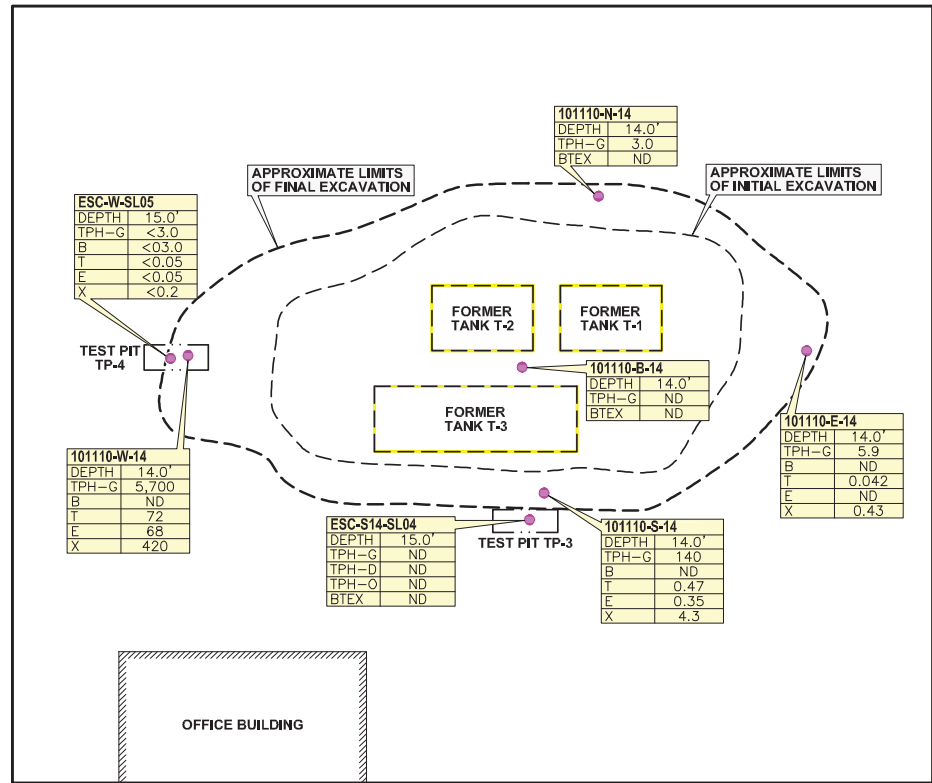 101110-N-14
DEPTH 14.0'
TPH-G 3.0
BTEX ND
APPROXIMATE LIMITS
OF FINAL EXCAVATION
APPROXIMATE LIMITS
OF INITIAL EXCAVATION
ESC-W-SL05
DEPTH 15.0'
TPH-G <3.0
B <03.0
T <0.05
E <0.05
X <0.2
TEST PIT
TP-4
FORMER
TANK T-2
FORMER
TANK T-1
101110-B-14
DEPTH 14.0'
TPH-G ND
BTEX ND
FORMER
TANK T-3
101110-E-14
DEPTH 14.0'
TPH-G 5.9
B ND
T 0.042
E ND
X 0.43
101110-W-14
DEPTH 14.0'
TPH-G 5,700
B ND
T 72
E 68
X 420
ESC-S14-SL04
DEPTH 15.0'
TPH-G ND
TPH-D ND
TPH-O ND
BTEX ND
TEST PIT TP-3
101110-S-14
DEPTH 14.0'
TPH-G 140
B ND
T 0.47
E 0.35
X 4.3
OFFICE BUILDING